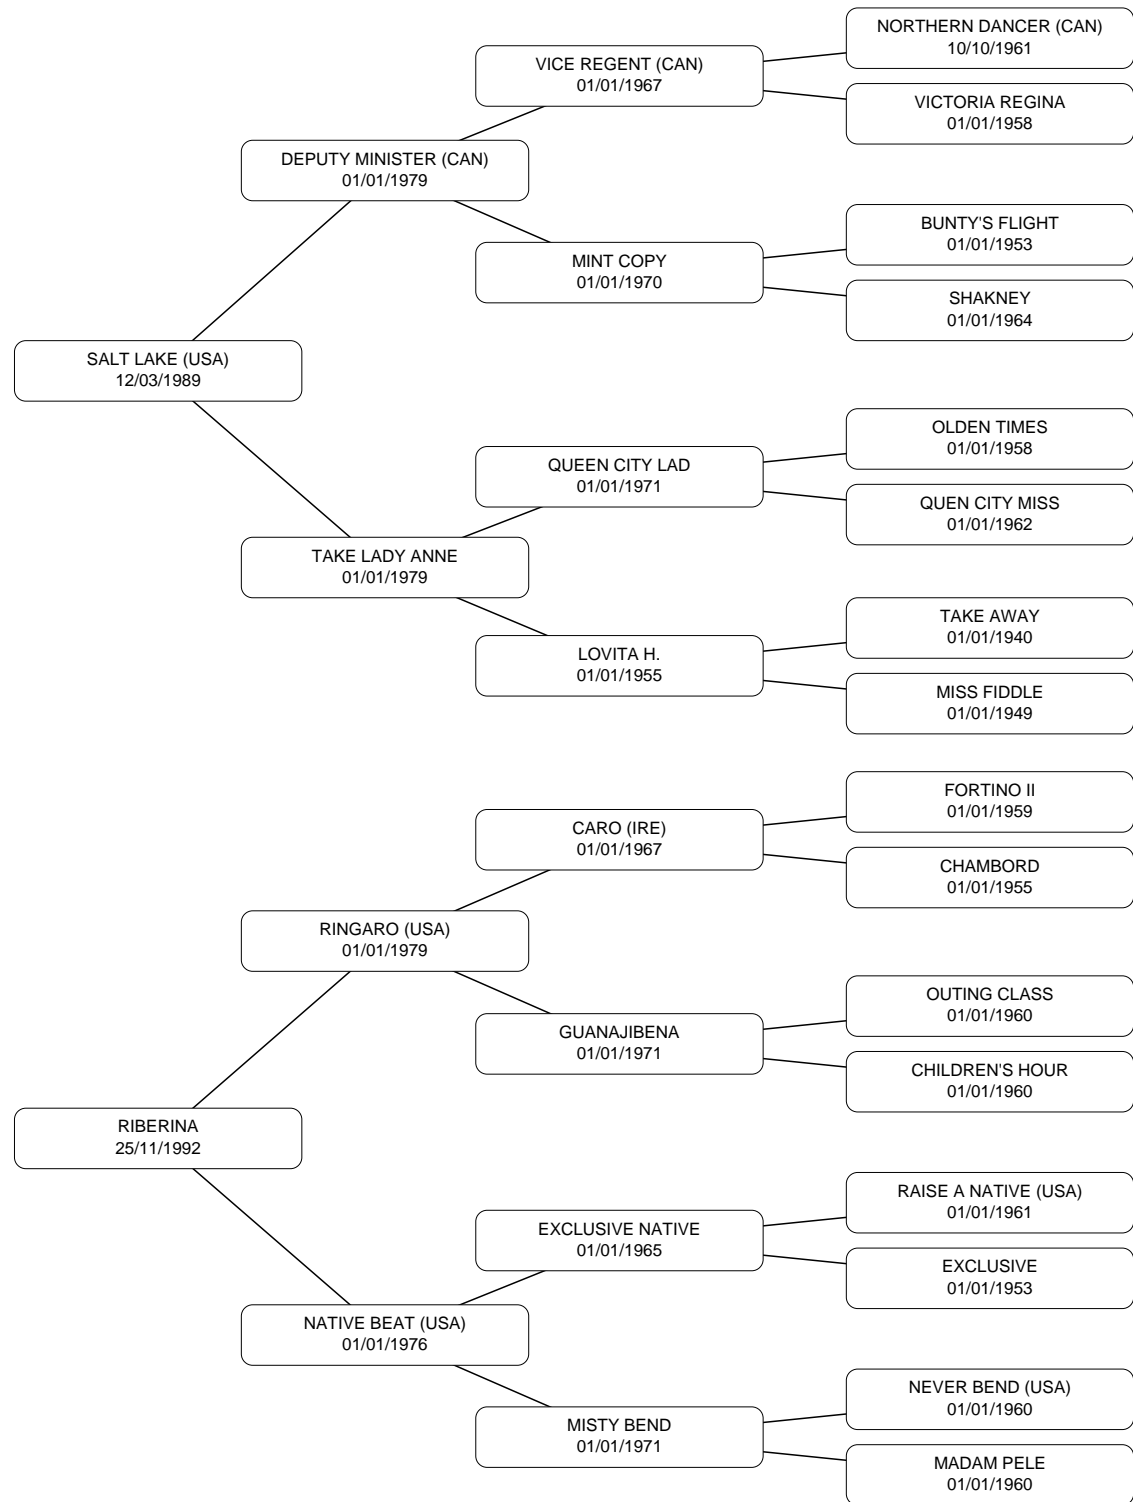 NORTHERN DANCER (CAN)
10/10/1961
VICE REGENT (CAN)
01/01/1967
VICTORIA REGINA
01/01/1958
DEPUTY MINISTER (CAN)
01/01/1979
BUNTY'S FLIGHT
01/01/1953
MINT COPY
01/01/1970
SHAKNEY
01/01/1964
SALT LAKE (USA)
12/03/1989
OLDEN TIMES
01/01/1958
QUEEN CITY LAD
01/01/1971
QUEN CITY MISS
01/01/1962
TAKE LADY ANNE
01/01/1979
TAKE AWAY
01/01/1940
LOVITA H.
01/01/1955
MISS FIDDLE
01/01/1949
FORTINO II
01/01/1959
CARO (IRE)
01/01/1967
CHAMBORD
01/01/1955
RINGARO (USA)
01/01/1979
OUTING CLASS
01/01/1960
GUANAJIBENA
01/01/1971
CHILDREN'S HOUR
01/01/1960
RIBERINA
25/11/1992
RAISE A NATIVE (USA)
01/01/1961
EXCLUSIVE NATIVE
01/01/1965
EXCLUSIVE
01/01/1953
NATIVE BEAT (USA)
01/01/1976
NEVER BEND (USA)
01/01/1960
MISTY BEND
01/01/1971
MADAM PELE
01/01/1960